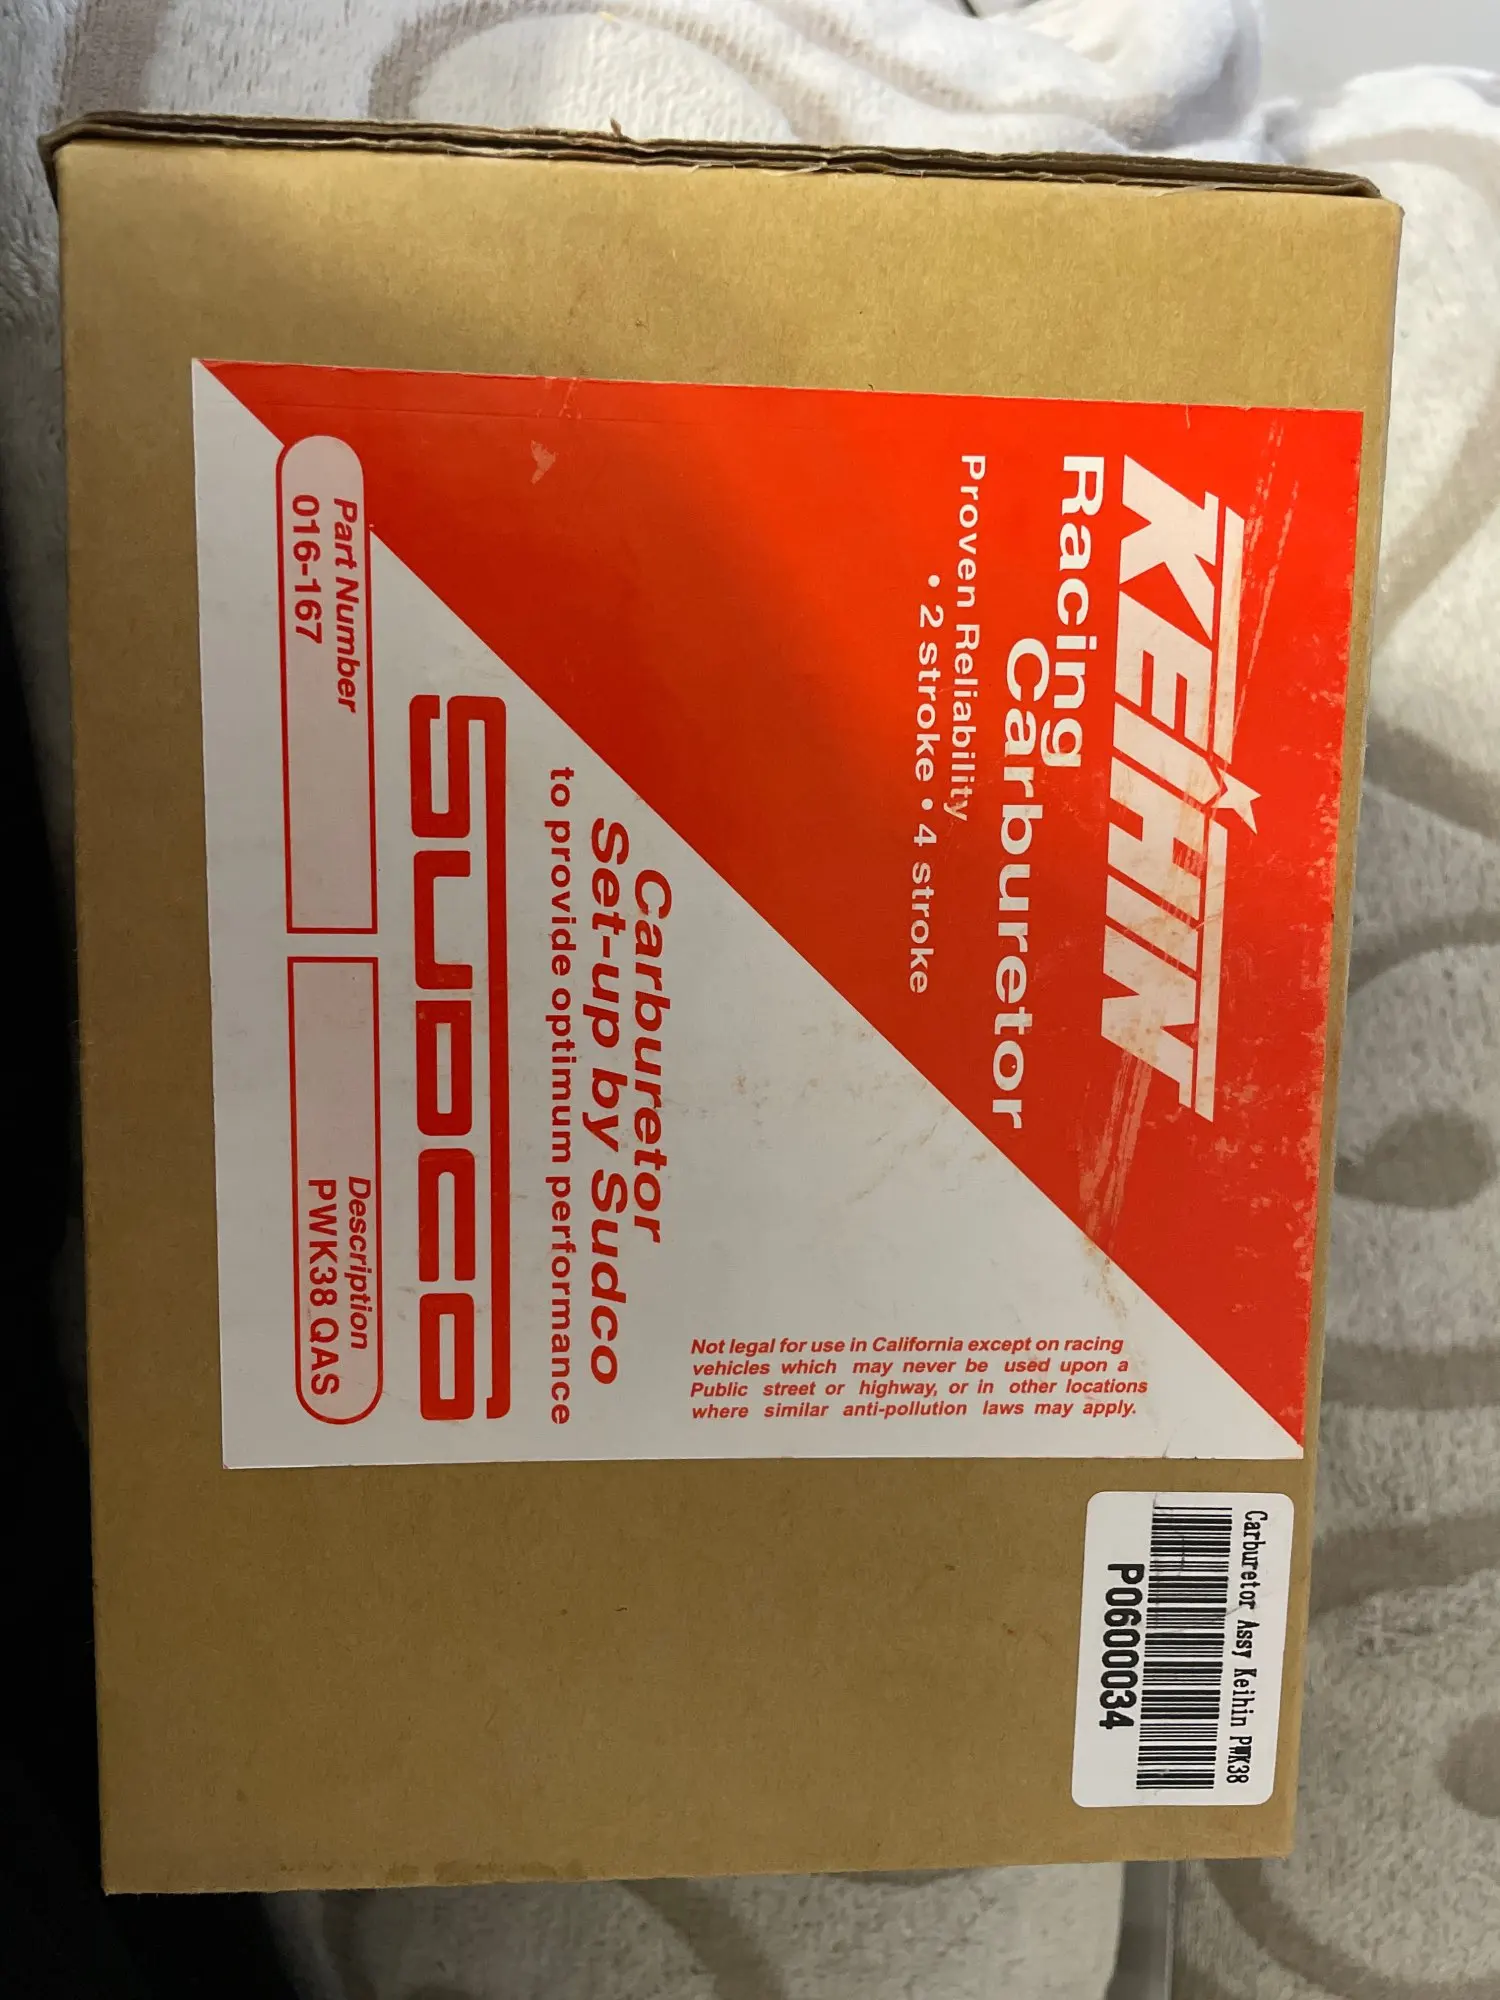 KEIHIN
Racing
Carburetor
Proven Reliability
• 2 stroke • 4 stroke
Carburetor
Set-up by Sudco
to provide optimum performance
SUDCO
Part Number
016-167
Description
PWK38 QAS
Not legal for use in California except on racing
vehicles which may never be used upon a
Public street or highway, or in other locations
where similar anti-pollution laws may apply.
Carburetor Assy Keihin PWK38
P0600034